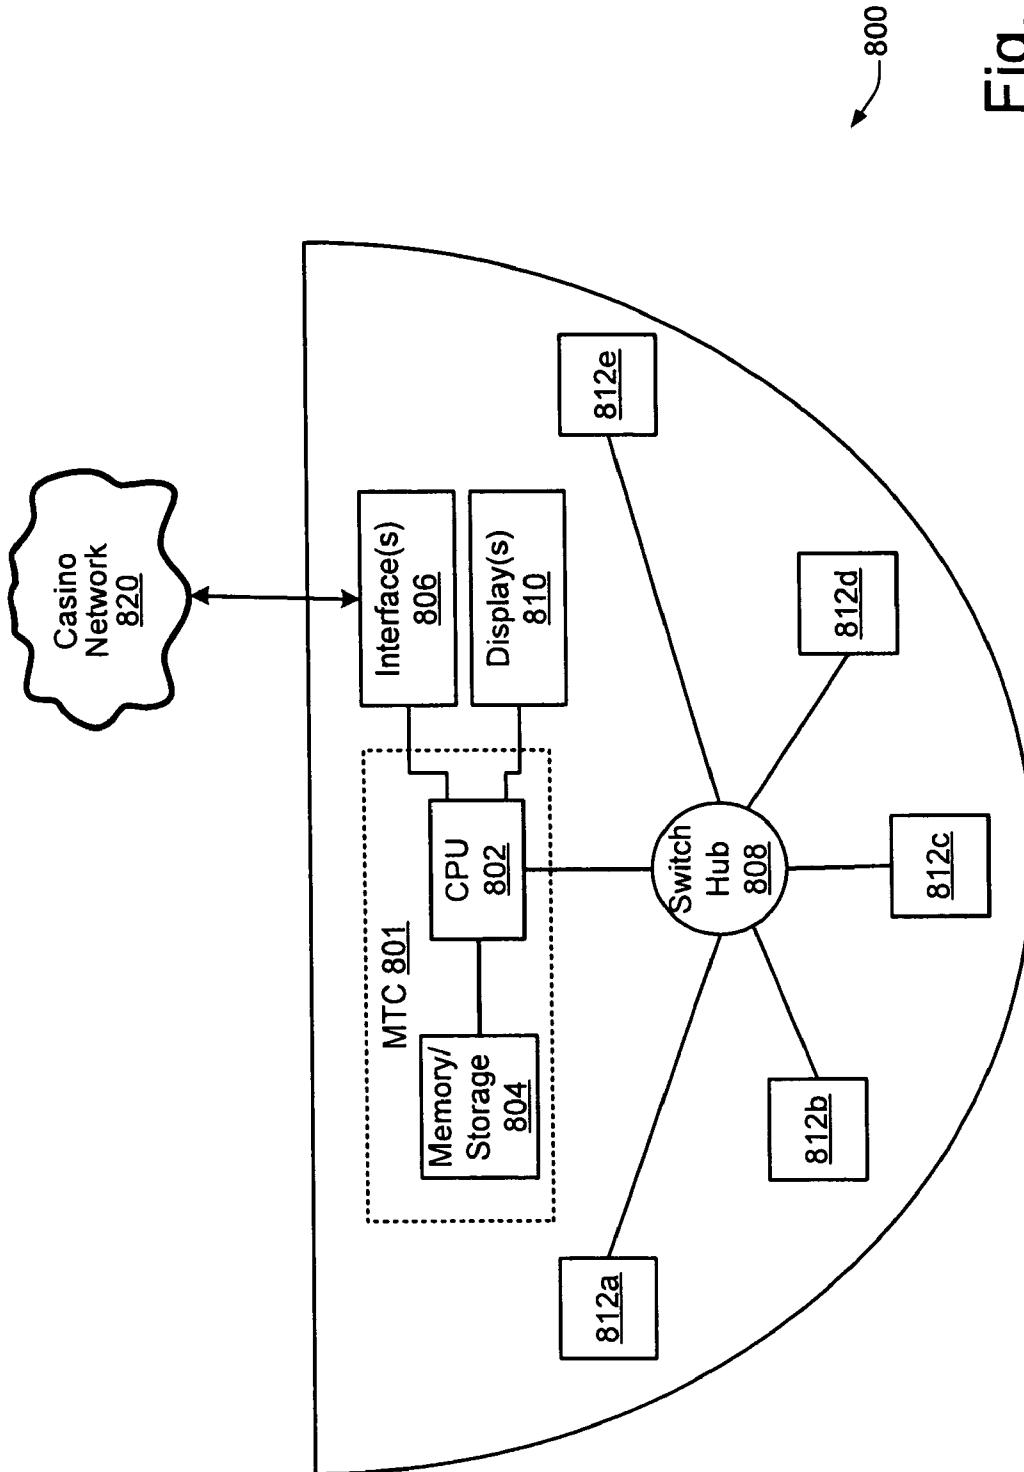 Casino
Network
820
Interface(s)
806
Display(s)
810
MTC 801
CPU
802
Memory/
Storage
804
Switch
Hub
808
812a
812b
812c
812d
812e
800
Fig.